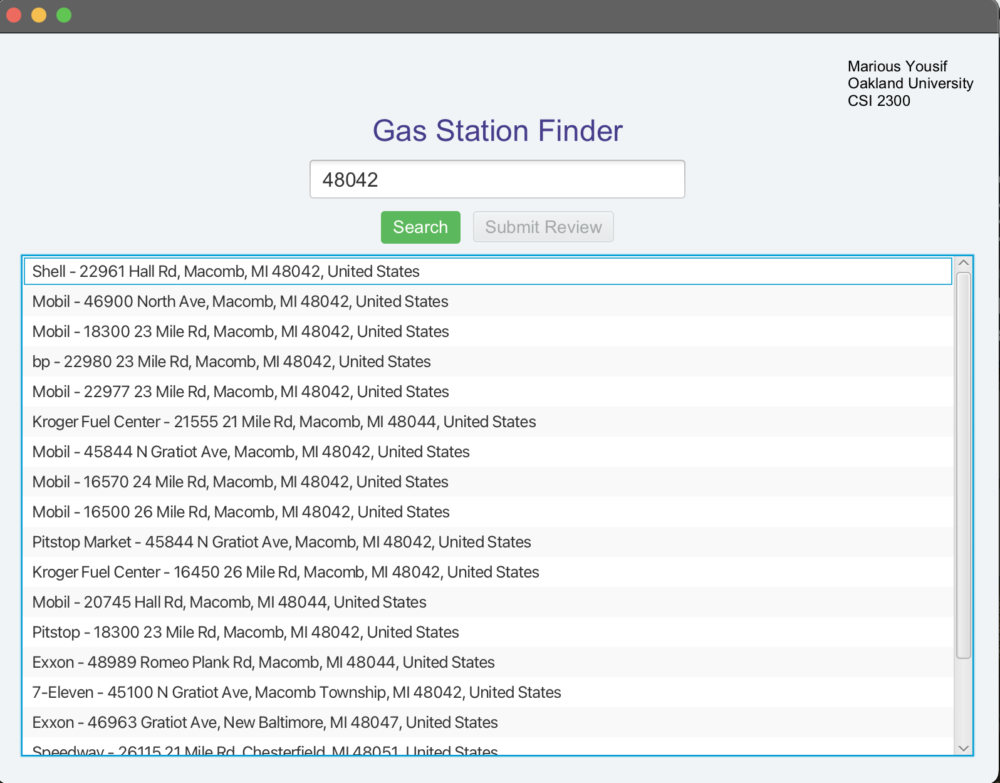 Marious Yousif
Oakland University
CSI 2300
Gas Station Finder
48042
Search
Submit Review
Shell - 22961 Hall Rd, Macomb, MI 48042, United States
Mobil - 46900 North Ave, Macomb, MI 48042, United States
Mobil - 18300 23 Mile Rd, Macomb, MI 48042, United States
bp - 22980 23 Mile Rd, Macomb, MI 48042, United States
Mobil - 22977 23 Mile Rd, Macomb, MI 48042, United States
Kroger Fuel Center - 21555 21 Mile Rd, Macomb, MI 48044, United States
Mobil - 45844 N Gratiot Ave, Macomb, MI 48042, United States
Mobil - 16570 24 Mile Rd, Macomb, MI 48042, United States
Mobil - 16500 26 Mile Rd, Macomb, MI 48042, United States
Pitstop Market - 45844 N Gratiot Ave, Macomb, MI 48042, United States
Kroger Fuel Center - 16450 26 Mile Rd, Macomb, MI 48042, United States
Mobil - 20745 Hall Rd, Macomb, MI 48044, United States
Pitstop - 18300 23 Mile Rd, Macomb, MI 48042, United States
Exxon - 48989 Romeo Plank Rd, Macomb, MI 48044, United States
7-Eleven - 45100 N Gratiot Ave, Macomb Township, MI 48042, United States
Exxon - 46963 Gratiot Ave, New Baltimore, MI 48047, United States
Speedway - 26115 21 Mile Rd, Chesterfield, MI 48051, United States